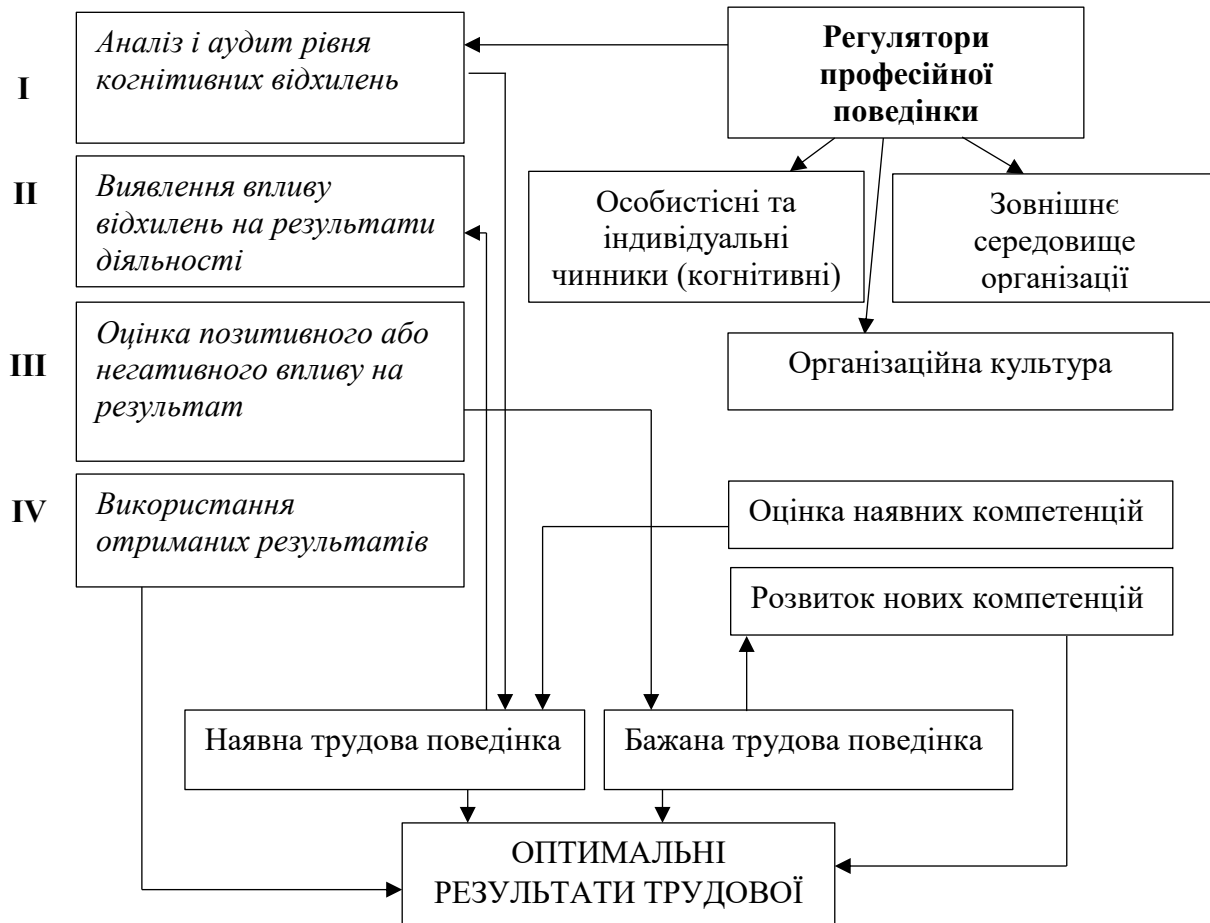 I
Аналіз і аудит рівня
когнітивних відхилень
Регулятори
професійної
поведінки
II
Виявлення впливу
відхилень на результати
діяльності
Особистісні та
індивідуальні
чинники (когнітивні)
Зовнішнє
середовище
організації
III
Оцінка позитивного або
негативного впливу на
результат
Організаційна культура
IV
Використання
отриманих результатів
Оцінка наявних компетенцій
Розвиток нових компетенцій
Наявна трудова поведінка
Бажана трудова поведінка
ОПТИМАЛЬНІ
РЕЗУЛЬТАТИ ТРУДОВОЇ